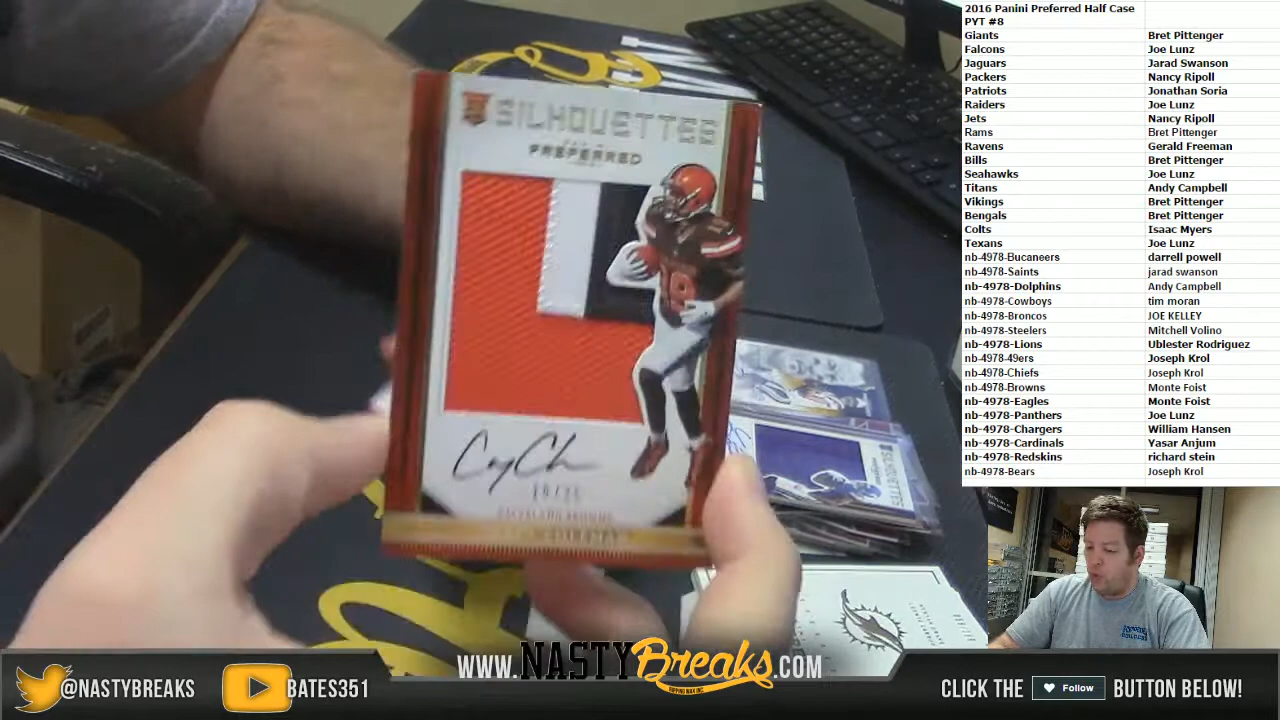 2016 Panini Preferred Half Case
PYT #8
Giants Bret Pittenger
Falcons Joe Lunz
Jaguars Jarad Swanson
Packers Nancy Ripoll
Patriots Jonathan Soria
Raiders Joe Lunz
Jets Nancy Ripoll
Rams Bret Pittenger
Ravens Gerald Freeman
Bills Bret Pittenger
Seahawks Joe Lunz
Titans Andy Campbell
Vikings Bret Pittenger
Bengals Bret Pittenger
Colts Isaac Myers
Texans Joe Lunz
nb-4978-Bucaneers darrell powell
nb-4978-Saints jarad swanson
nb-4978-Dolphins Andy Campbell
nb-4978-Cowboys tim moran
nb-4978-Broncos JOE KELLEY
nb-4978-Steelers Mitchell Volino
nb-4978-Lions Ublester Rodriguez
nb-4978-49ers Joseph Krol
nb-4978-Chiefs Joseph Krol
nb-4978-Browns Monte Foist
nb-4978-Eagles Monte Foist
nb-4978-Panthers Joe Lunz
nb-4978-Chargers William Hansen
nb-4978-Cardinals Yasar Anjum
nb-4978-Redskins richard stein
nb-4978-Bears Joseph Krol
SILHOUETTES
PREFERRED
@NASTYBREAKS
BATES351
WWW.NASTYBreaks.COM
CLICK THE Follow BUTTON BELOW!